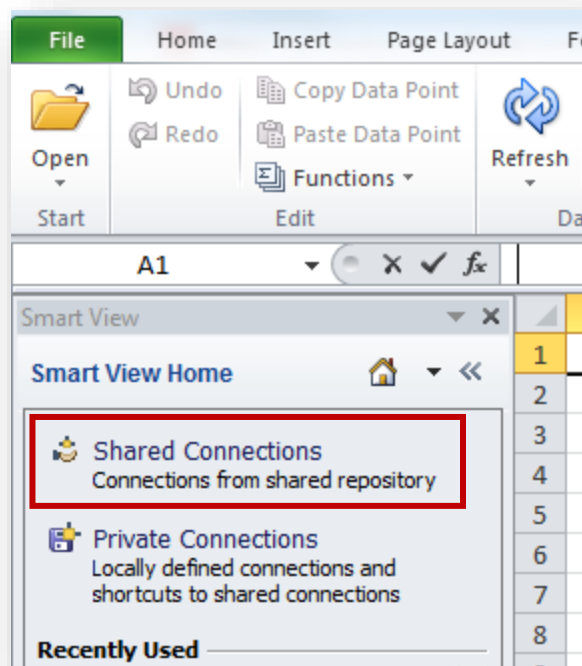 File Home Insert Page Layout
Undo Copy Data Point
Redo Paste Data Point
Open Functions Refresh
Start Edit
A1 fx
Smart View
Smart View Home
1
2
Shared Connections
3
Connections from shared repository
4
5
Private Connections
6
Locally defined connections and
shortcuts to shared connections
7
8
Recently Used